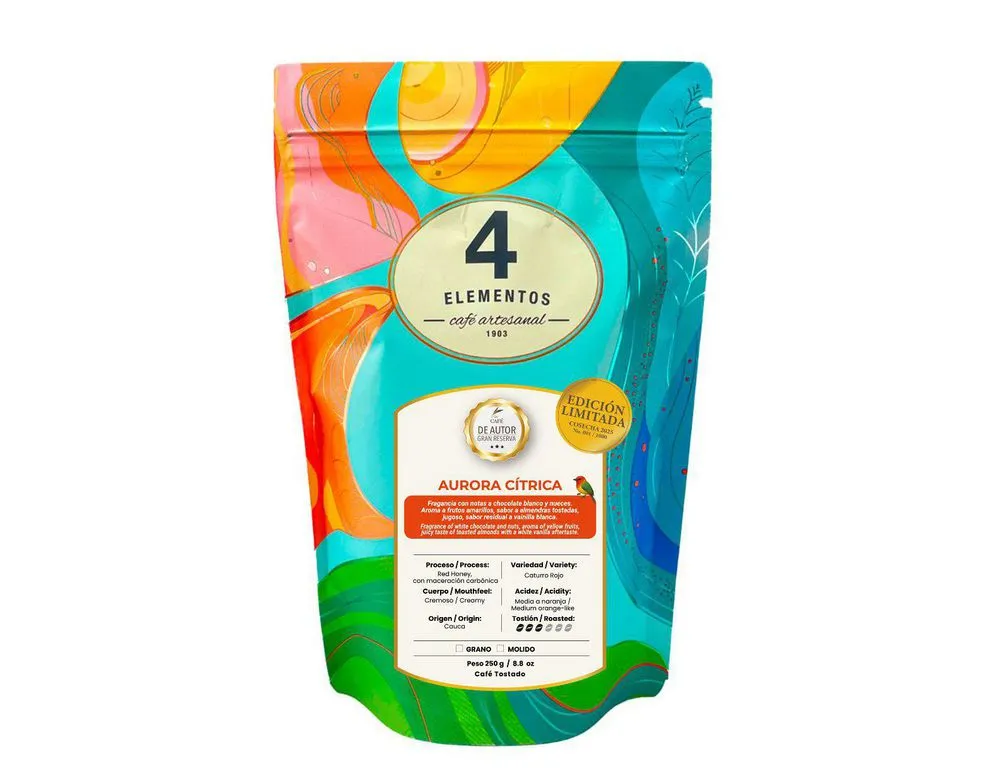 4
ELEMENTOS
café artesanal
1903
CAFÉ
DE AUTOR
GRAN RESERVA
EDICIÓN
LIMITADA
COSECHA 2025
No. 001 / 1000
AURORA CÍTRICA
Fragancia con notas a chocolate blanco y nueces.
Aroma a frutos amarillos, sabor a almendras tostadas,
jugoso, sabor residual a vainilla blanca.
Fragrance of white chocolate and nuts, aroma of yellow fruits,
juicy taste of toasted almonds with a white vanilla aftertaste.
Proceso / Process:
Red Honey,
con maceración carbónica
Variedad / Variety:
Caturro Rojo
Cuerpo / Mouthfeel:
Cremoso / Creamy
Acidez / Acidity:
Media a naranja /
Medium orange-like
Origen / Origin:
Cauca
Tostión / Roasted:
GRANO MOLIDO
Peso 250 g / 8.8 oz
Café Tostado